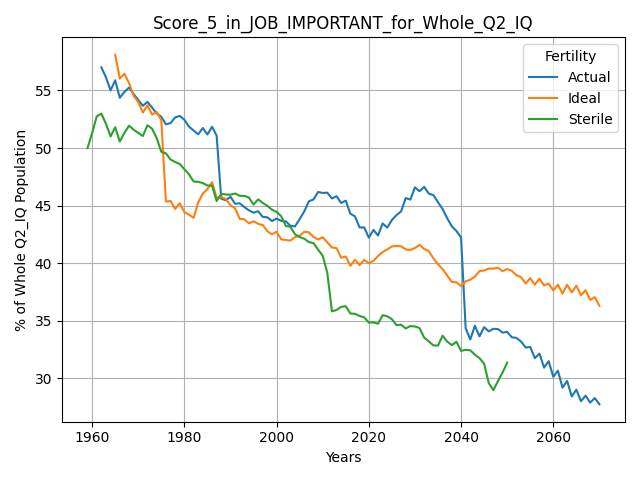 Score_5_in_JOB_IMPORTANT_for_Whole_Q2_IQ
Fertility
Actual
Ideal
Sterile
% of Whole Q2_IQ Population
55
50
45
40
35
30
1960
1980
2000
2020
2040
2060
Years